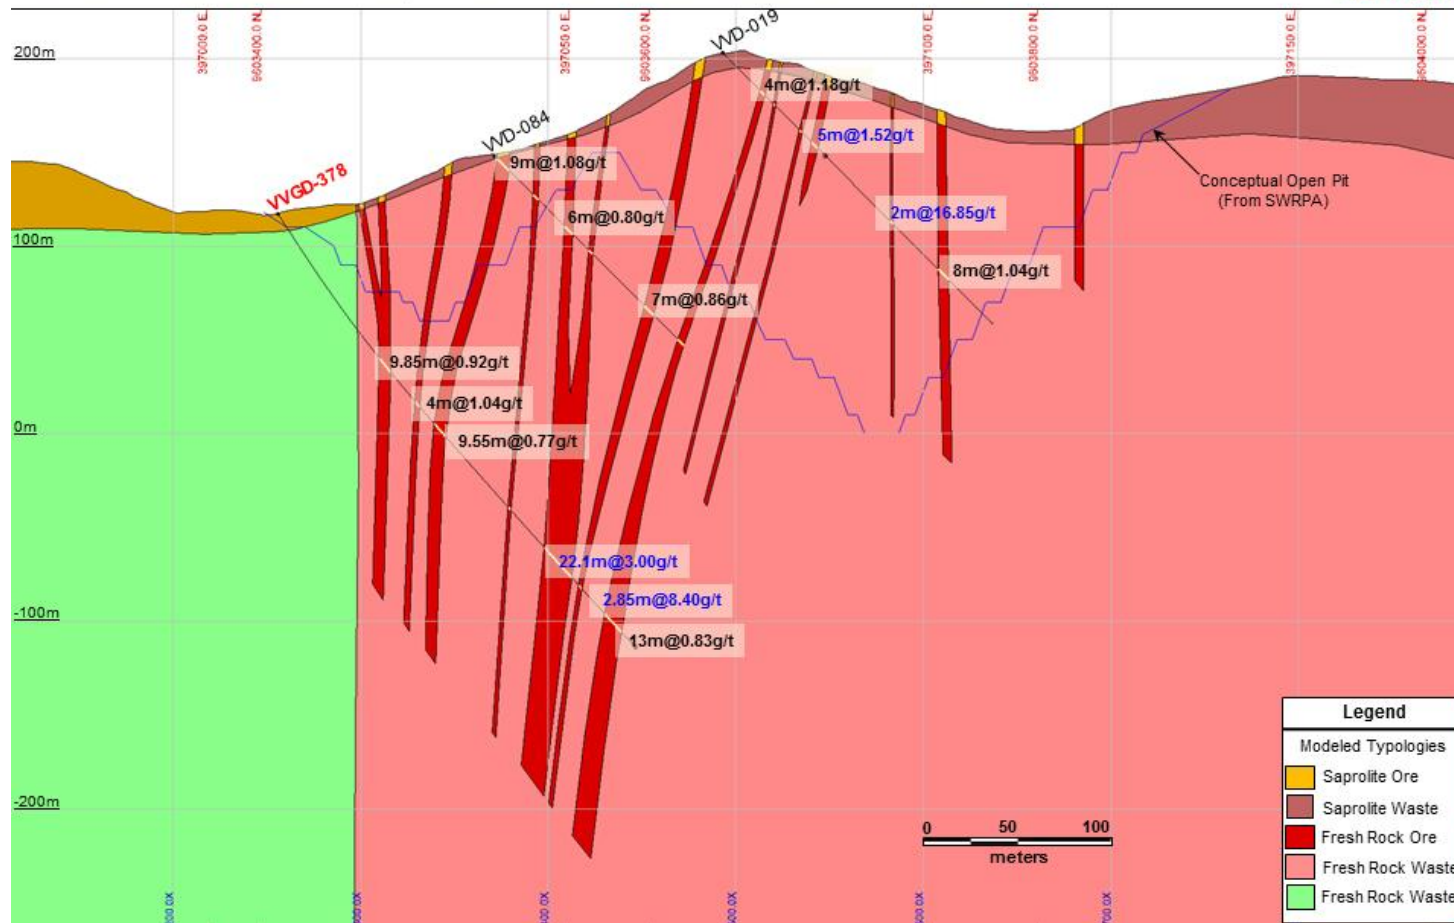 397000.0 E
9603400.0 N
397050.0 E
9603600.0 N
VVD-019
397100.0 E
9603800.0 N
397150.0 E
9604000.0 N
200m
4m@1.18g/t
VVD-084
5m@1.52g/t
9m@1.08g/t
VVGD-378
Conceptual Open Pit
(From SWRPA)
6m@0.80g/t
2m@16.85g/t
100m
8m@1.04g/t
7m@0.86g/t
9.85m@0.92g/t
4m@1.04g/t
0m
9.55m@0.77g/t
22.1m@3.00g/t
2.85m@8.40g/t
-100m
13m@0.83g/t
Legend
Modeled Typologies
Saprolite Ore
Saprolite Waste
Fresh Rock Ore
Fresh Rock Waste
Fresh Rock Waste
-200m
0 50 100
meters